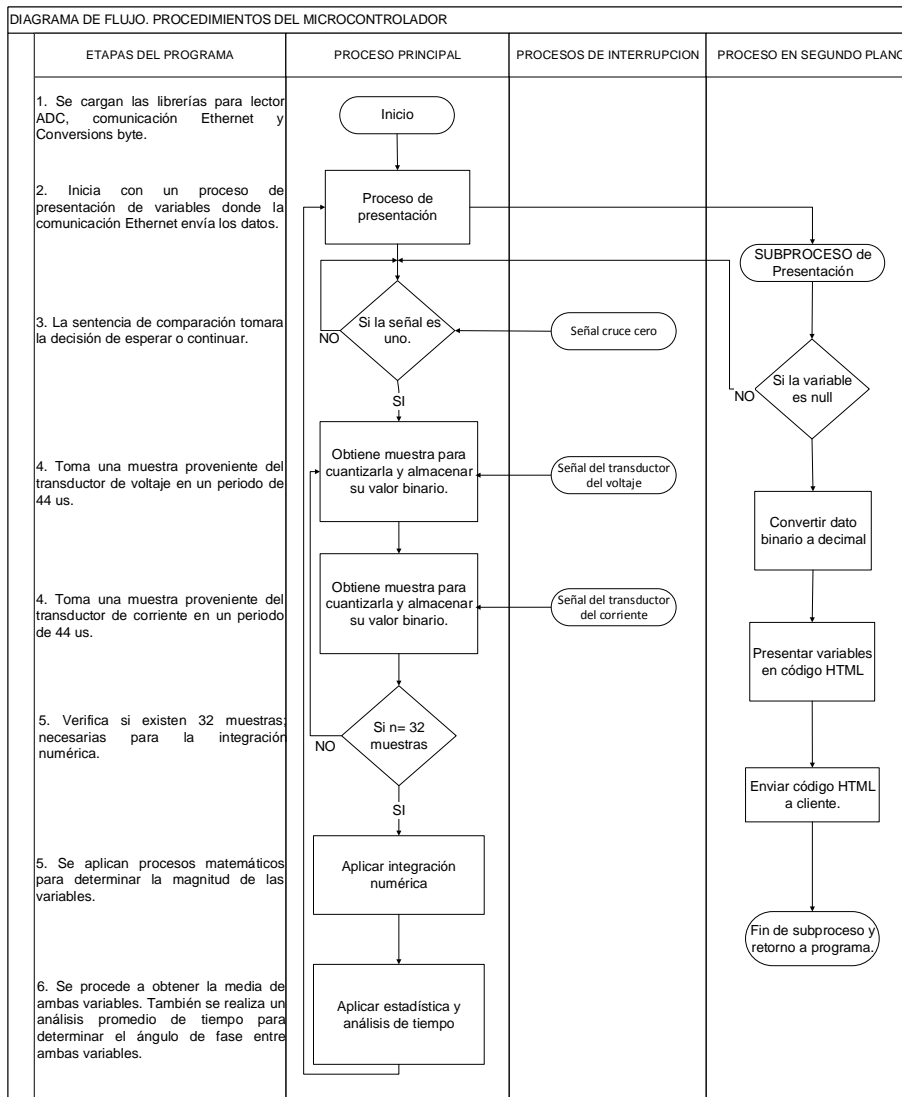 DIAGRAMA DE FLUJO. PROCEDIMIENTOS DEL MICROCONTROLADOR
ETAPAS DEL PROGRAMA
PROCESO PRINCIPAL
PROCESOS DE INTERRUPCION
PROCESO EN SEGUNDO PLANO
1. Se cargan las librerías para lector
ADC, comunicación Ethernet y
Conversions byte.
Inicio
2. Inicia con un proceso de
presentación de variables donde la
comunicación Ethernet envía los datos.
Proceso de
presentación
SUBPROCESO de
Presentación
3. La sentencia de comparación tomara
la decisión de esperar o continuar.
Si la señal es
uno.
NO
SI
Señal cruce cero
Si la variable
es null
NO
4. Toma una muestra proveniente del
transductor de voltaje en un periodo de
44 us.
Obtiene muestra para
cuantizarla y almacenar
su valor binario.
Señal del transductor
del voltaje
Convertir dato
binario a decimal
4. Toma una muestra proveniente del
transductor de corriente en un periodo
de 44 us.
Obtiene muestra para
cuantizarla y almacenar
su valor binario.
Señal del transductor
del corriente
Presentar variables
en código HTML
5. Verifica si existen 32 muestras;
necesarias para la integración
numérica.
Si n= 32
muestras
NO
SI
Enviar código HTML
a cliente.
5. Se aplican procesos matemáticos
para determinar la magnitud de las
variables.
Aplicar integración
numérica
Fin de subproceso y
retorno a programa.
6. Se procede a obtener la media de
ambas variables. También se realiza un
análisis promedio de tiempo para
determinar el ángulo de fase entre
ambas variables.
Aplicar estadística y
análisis de tiempo